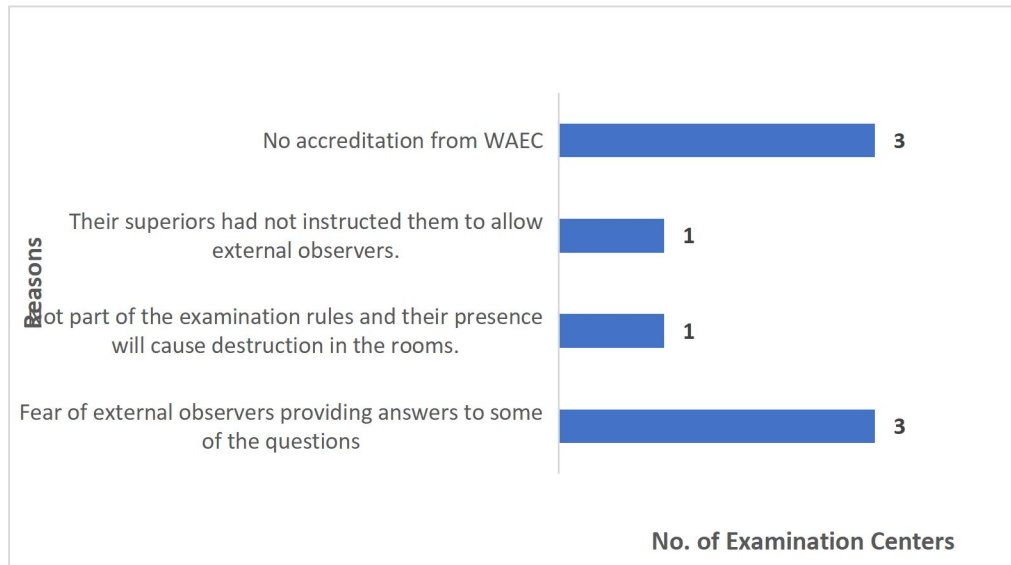 No accreditation from WAEC
3
Their superiors had not instructed them to allow
external observers.
1
Reasons
ot part of the examination rules and their presence
will cause destruction in the rooms.
1
Fear of external observers providing answers to some
of the questions
3
No. of Examination Centers